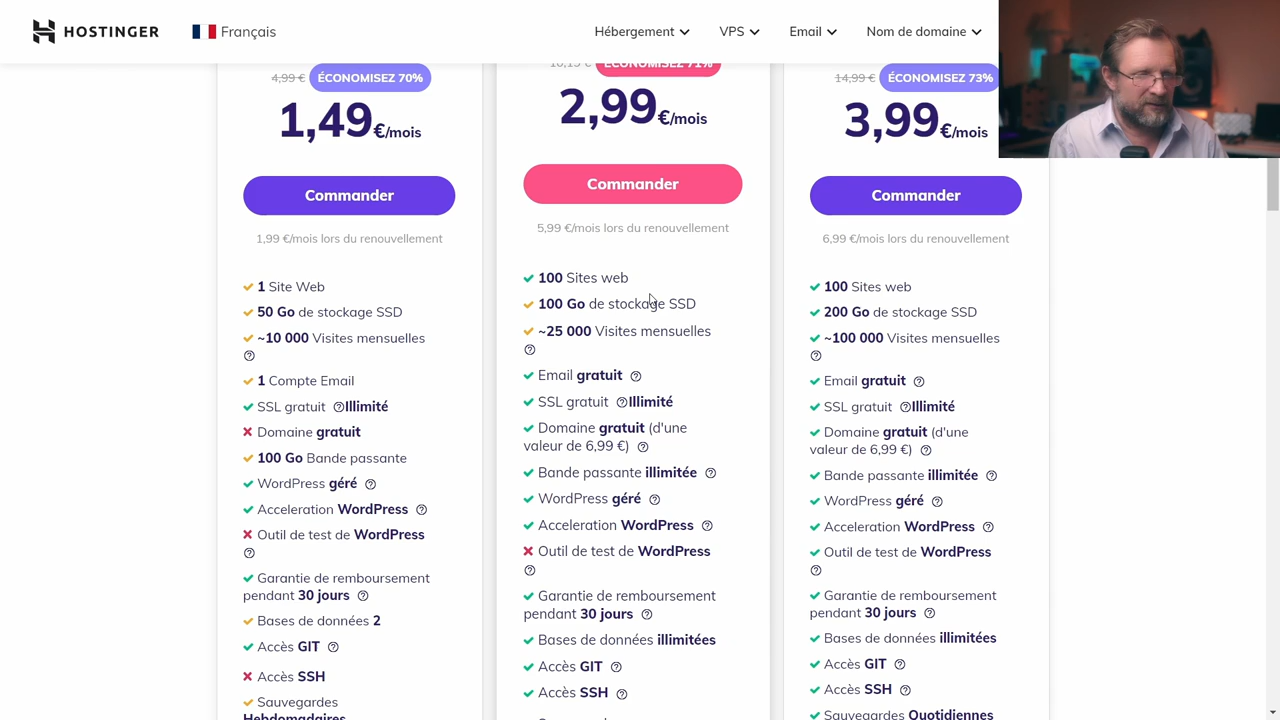 HOSTINGER
Français
Hébergement
VPS
Email
Nom de domaine
4,99 €
ÉCONOMISEZ 70%
1,49€/mois
Commander
1,99 €/mois lors du renouvellement
1 Site Web
50 Go de stockage SSD
~10 000 Visites mensuelles
1 Compte Email
SSL gratuit Illimité
Domaine gratuit
100 Go Bande passante
WordPress géré
Acceleration WordPress
Outil de test de WordPress
Garantie de remboursement
pendant 30 jours
Bases de données 2
Accès GIT
Accès SSH
Sauvegardes
Hebdomadaires
ÉCONOMISEZ 71%
2,99€/mois
Commander
5,99 €/mois lors du renouvellement
100 Sites web
100 Go de stockage SSD
~25 000 Visites mensuelles
Email gratuit
SSL gratuit Illimité
Domaine gratuit (d'une
valeur de 6,99 €)
Bande passante illimitée
WordPress géré
Acceleration WordPress
Outil de test de WordPress
Garantie de remboursement
pendant 30 jours
Bases de données illimitées
Accès GIT
Accès SSH
14,99 €
ÉCONOMISEZ 73%
3,99€/mois
Commander
6,99 €/mois lors du renouvellement
100 Sites web
200 Go de stockage SSD
~100 000 Visites mensuelles
Email gratuit
SSL gratuit Illimité
Domaine gratuit (d'une
valeur de 6,99 €)
Bande passante illimitée
WordPress géré
Acceleration WordPress
Outil de test de WordPress
Garantie de remboursement
pendant 30 jours
Bases de données illimitées
Accès GIT
Accès SSH
Sauvegardes Quotidiennes